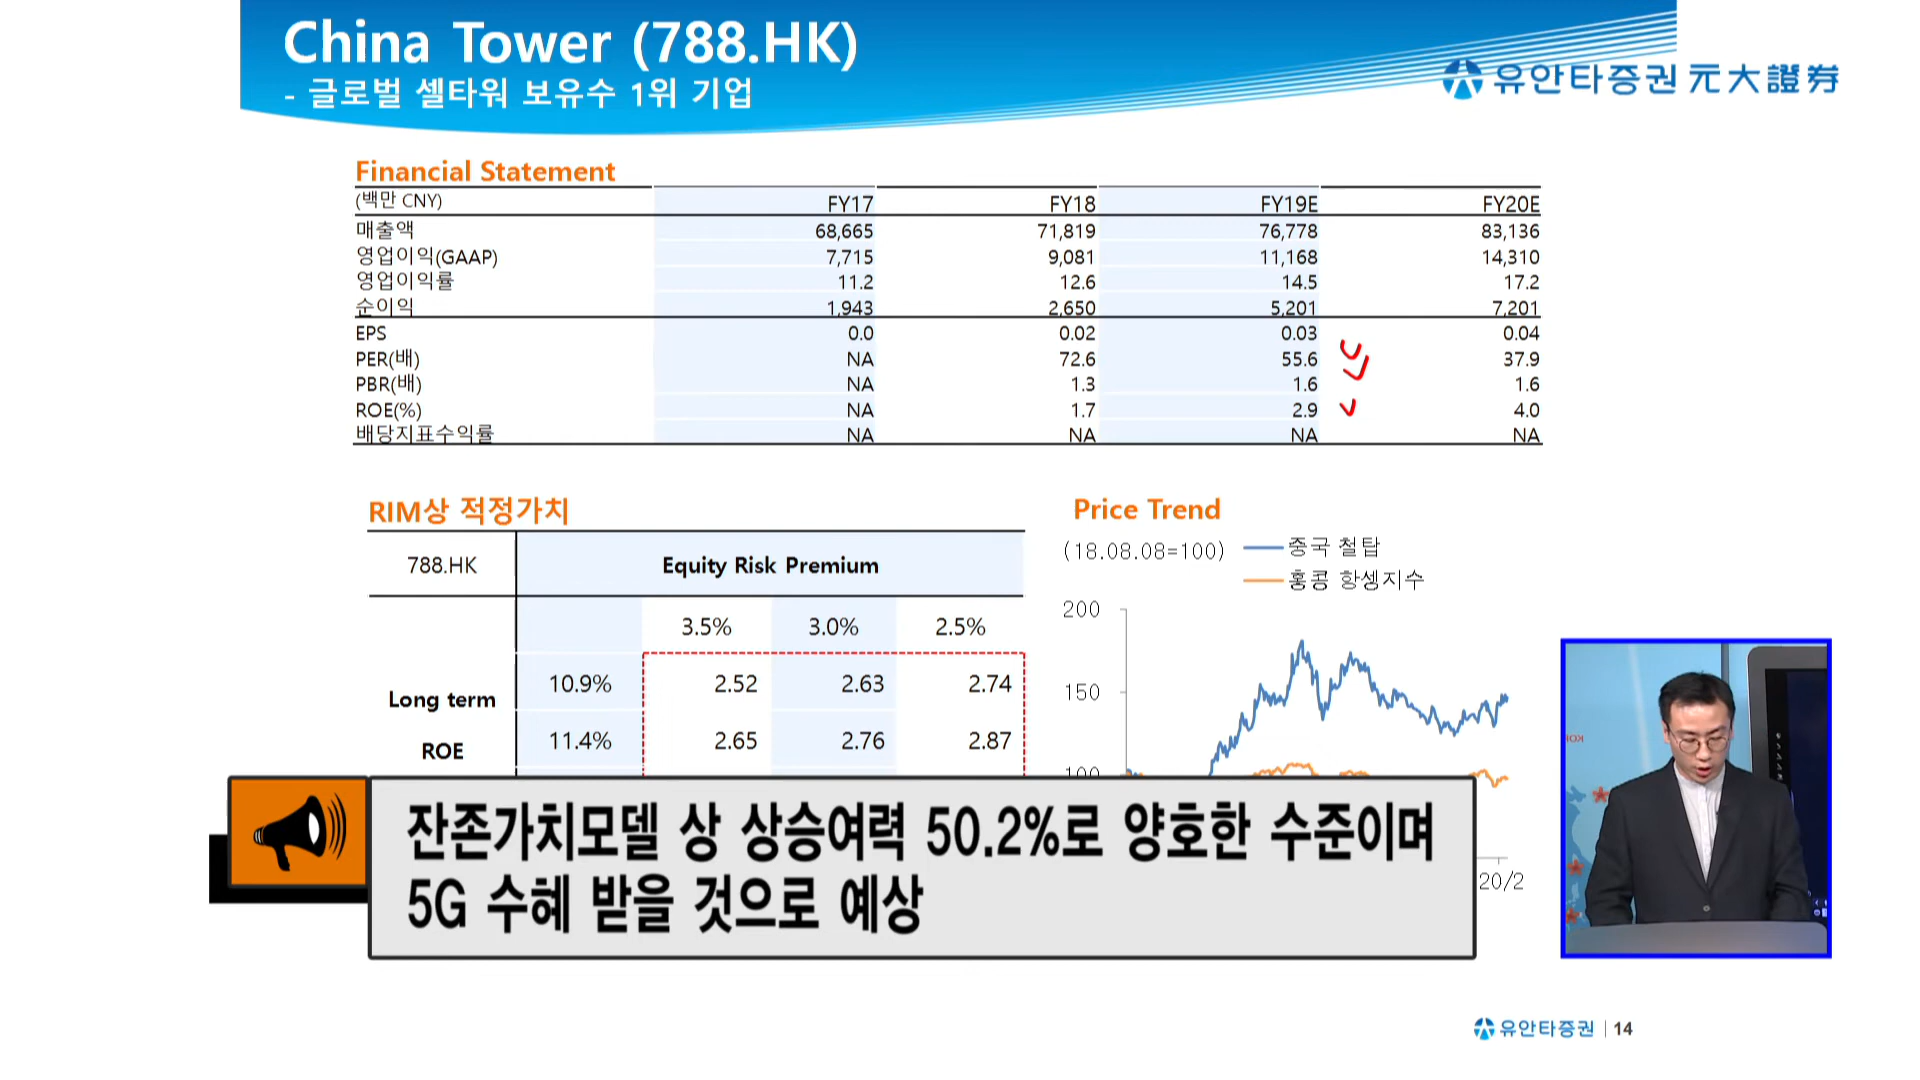 China Tower (788.HK)
- 글로벌 셀타워 보유수 1위 기업
유안타증권 元大證券
Financial Statement
(백만 CNY) FY17 FY18 FY19E FY20E
매출액 68,665 71,819 76,778 83,136
영업이익(GAAP) 7,715 9,081 11,168 14,310
영업이익률 11.2 12.6 14.5 17.2
순이익 1,943 2,650 5,201 7,201
EPS 0.0 0.02 0.03 0.04
PER(배) NA 72.6 55.6 37.9
PBR(배) NA 1.3 1.6 1.6
ROE(%) NA 1.7 2.9 4.0
배당지표수익률 NA NA NA NA
RIM상 적정가치
788.HK Equity Risk Premium
3.5% 3.0% 2.5%
Long term
ROE
10.9% 2.52 2.63 2.74
11.4% 2.65 2.76 2.87
Price Trend
(18.08.08=100)
중국 철탑
홍콩 항셍지수
200
150
100
20/2
잔존가치모델 상 상승여력 50.2%로 양호한 수준이며
5G 수혜 받을 것으로 예상
유안타증권 | 14